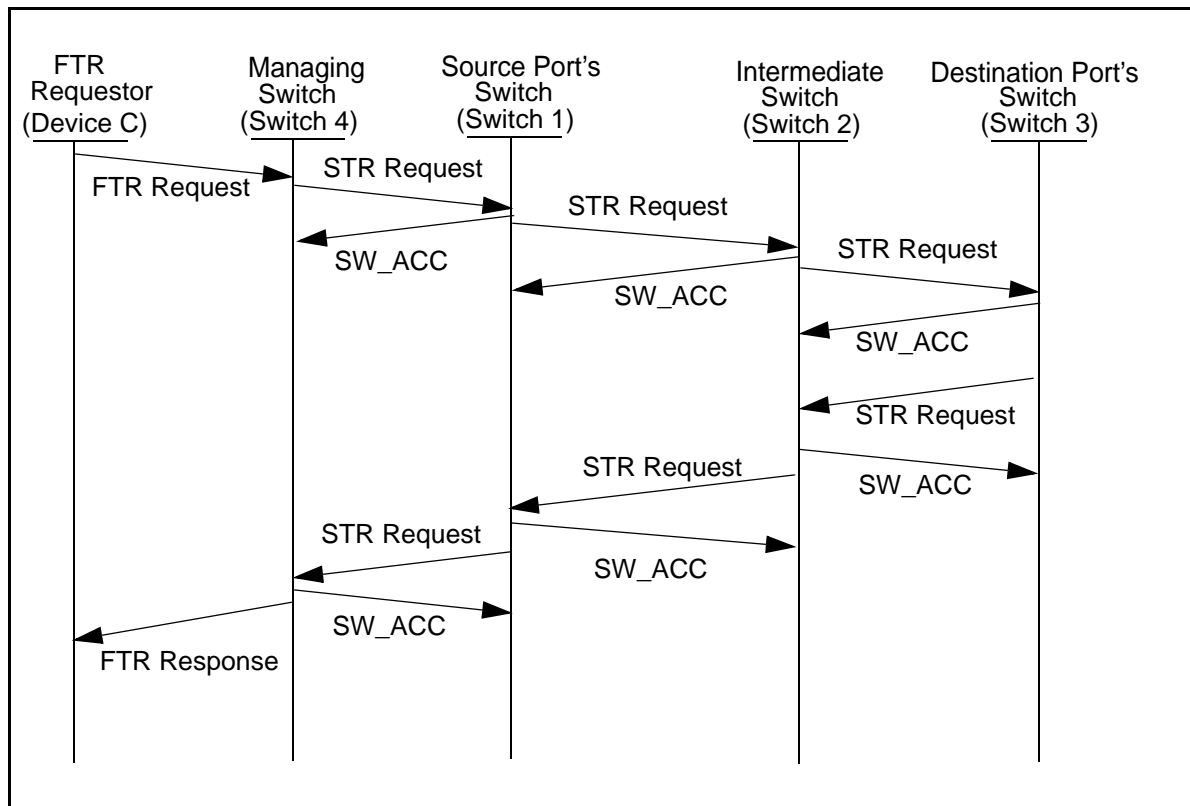 FTR
Requestor
(Device C)
Managing
Switch
(Switch 4)
Source Port's
Switch
(Switch 1)
Intermediate
Switch
(Switch 2)
Destination Port's
Switch
(Switch 3)
FTR Request
STR Request
SW_ACC
STR Request
SW_ACC
STR Request
SW_ACC
STR Request
SW_ACC
STR Request
SW_ACC
STR Request
SW_ACC
FTR Response